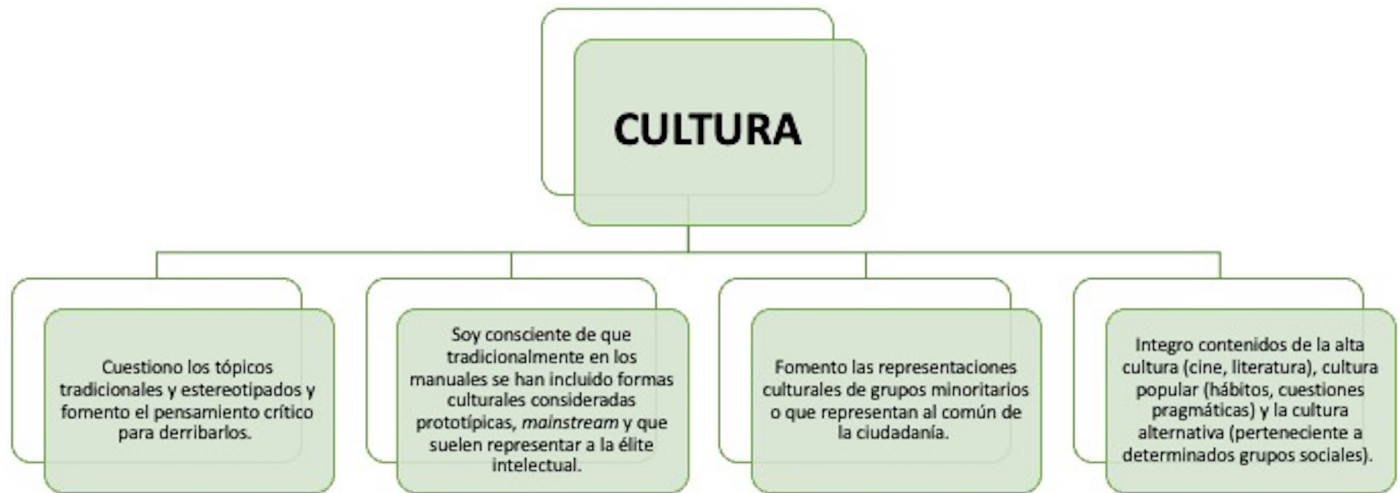 CULTURA
Cuestiono los tópicos
tradicionales y estereotipados y
fomento el pensamiento crítico
para derribarlos.
Soy consciente de que
tradicionalmente en los
manuales se han incluido formas
culturales consideradas
prototípicas, mainstream y que
suelen representar a la élite
intelectual.
Fomento las representaciones
culturales de grupos minoritarios
o que representan al común de
la ciudadanía.
Integro contenidos de la alta
cultura (cine, literatura), cultura
popular (hábitos, cuestiones
pragmáticas) y la cultura
alternativa (perteneciente a
determinados grupos sociales).